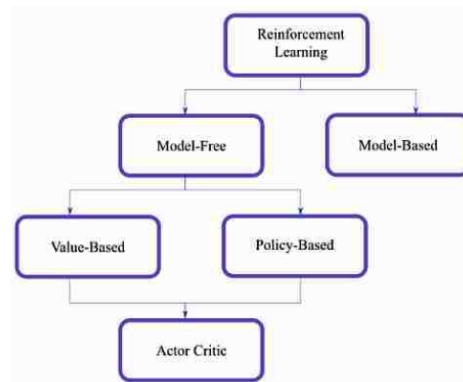 Reinforcement
Learning
Model-Free
Model-Based
Value-Based
Policy-Based
Actor Critic